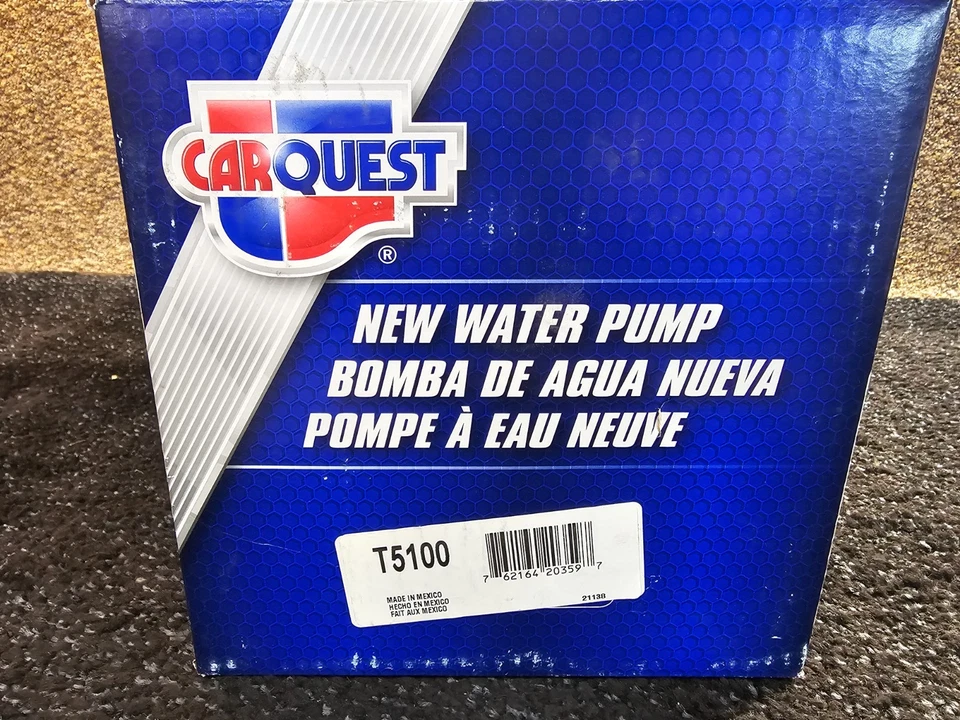 CARQUEST
®
NEW WATER PUMP
BOMBA DE AGUA NUEVA
POMPE À EAU NEUVE
T5100
7 62164 20359 7
MADE IN MEXICO
HECHO EN MEXICO
FAIT AUX MEXICO
21138